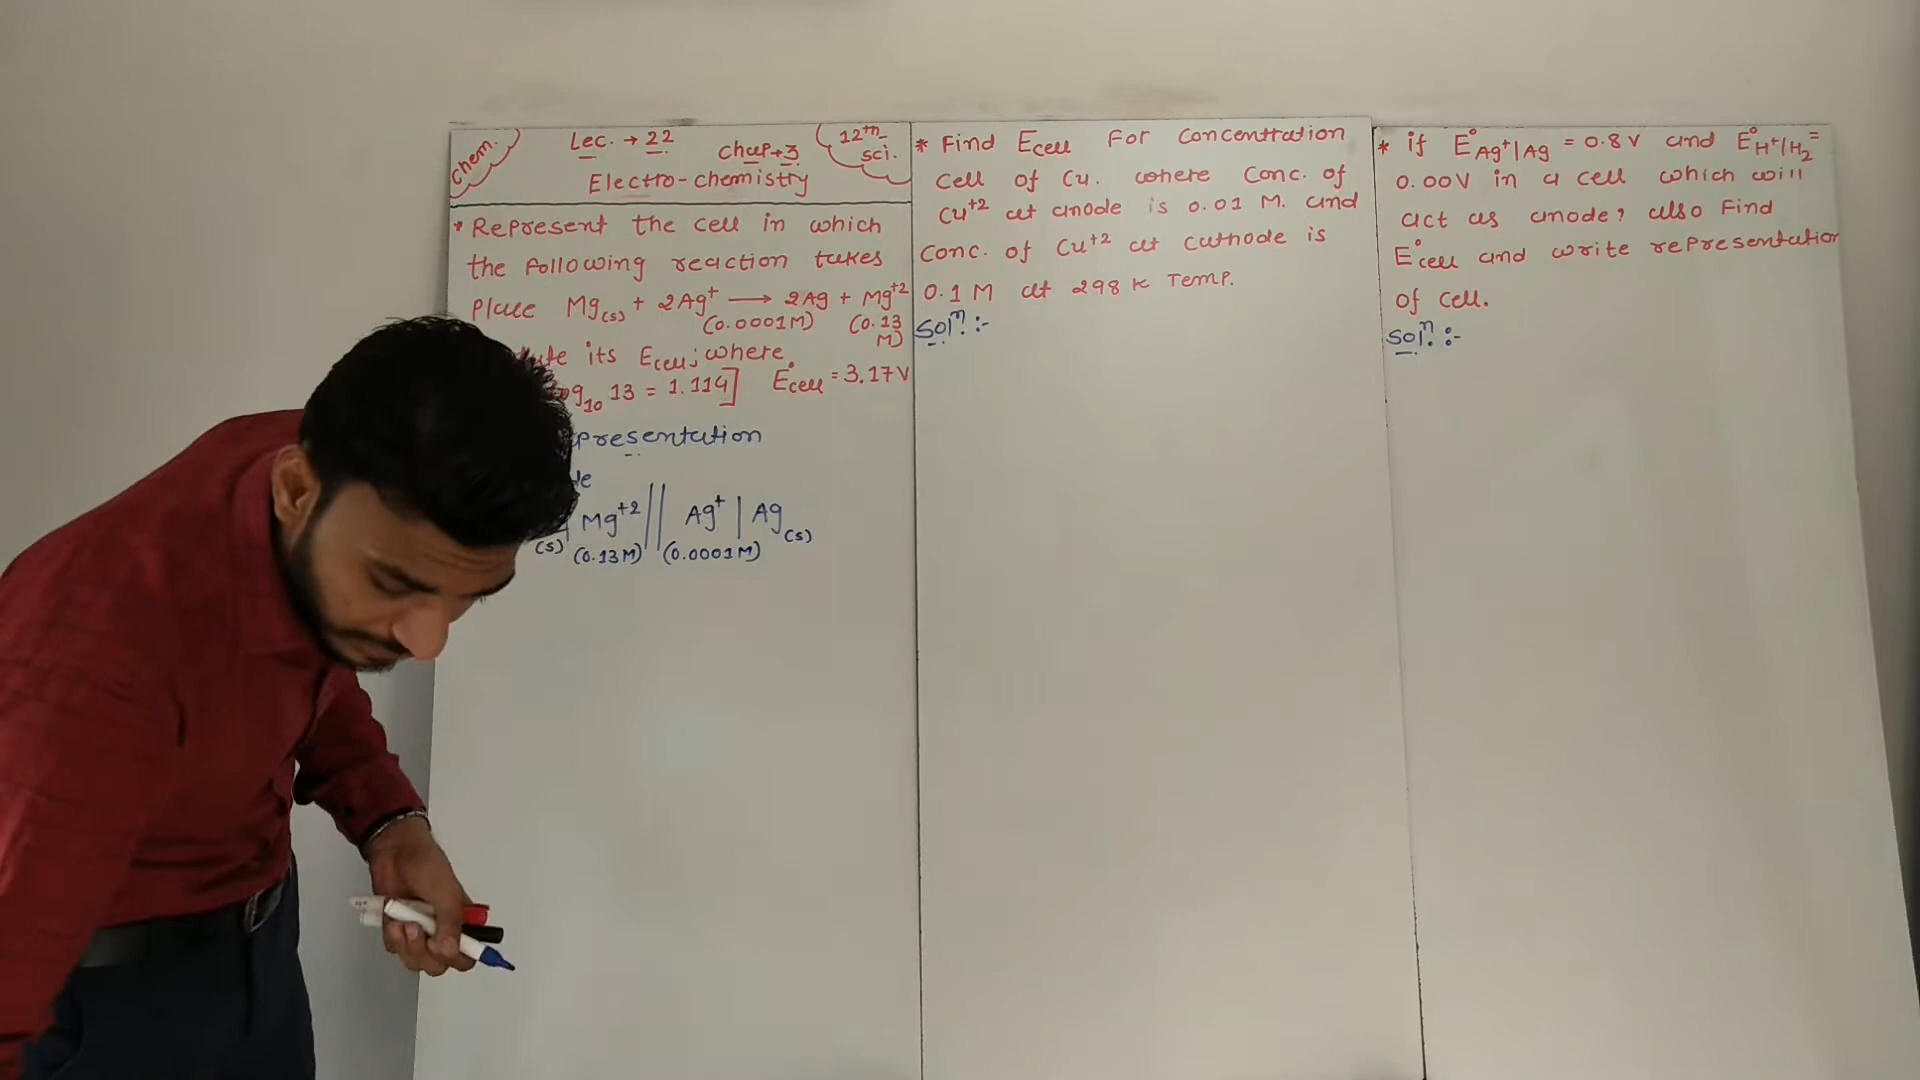 Chem.
Lec. → 22
Chap → 3
12th sci.
Electro-chemistry
* Represent the cell in which
the following reaction takes
place Mg(s) + 2Ag⁺ ⟶ 2Ag + Mg⁺²
(0.0001M) (0.13 M)
its Ecell; where
10 13 = 1.114] E°cell = 3.17V
Mg⁺² || Ag⁺ | Ag(s)
(s) (0.13M) (0.0001M)
* Find Ecell For concentration
cell of Cu. where conc. of
Cu⁺² at anode is 0.01 M. and
conc. of Cu⁺² at cathode is
0.1 M at 298 K Temp.
Solⁿ. :-
* if E°Ag⁺|Ag = 0.8 V and E°H⁺|H₂ =
0.00V in a cell which will
act as anode? also Find
E°cell and write representation
of cell.
Solⁿ. :-